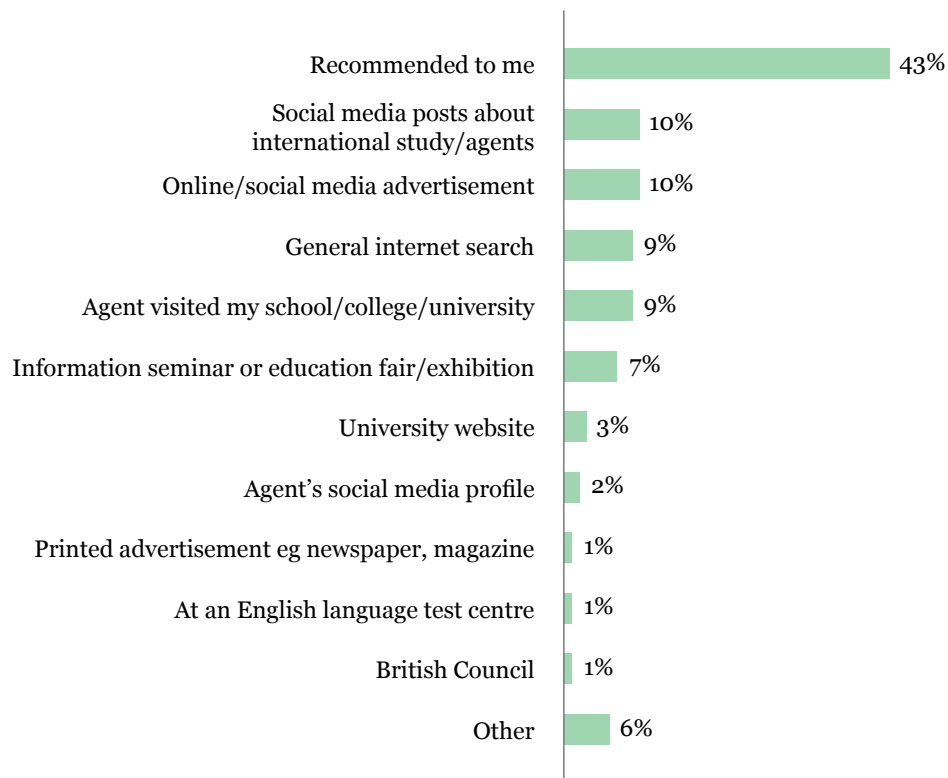 Recommended to me 43%
Social media posts about
international study/agents 10%
Online/social media advertisement 10%
General internet search 9%
Agent visited my school/college/university 9%
Information seminar or education fair/exhibition 7%
University website 3%
Agent’s social media profile 2%
Printed advertisement eg newspaper, magazine 1%
At an English language test centre 1%
British Council 1%
Other 6%